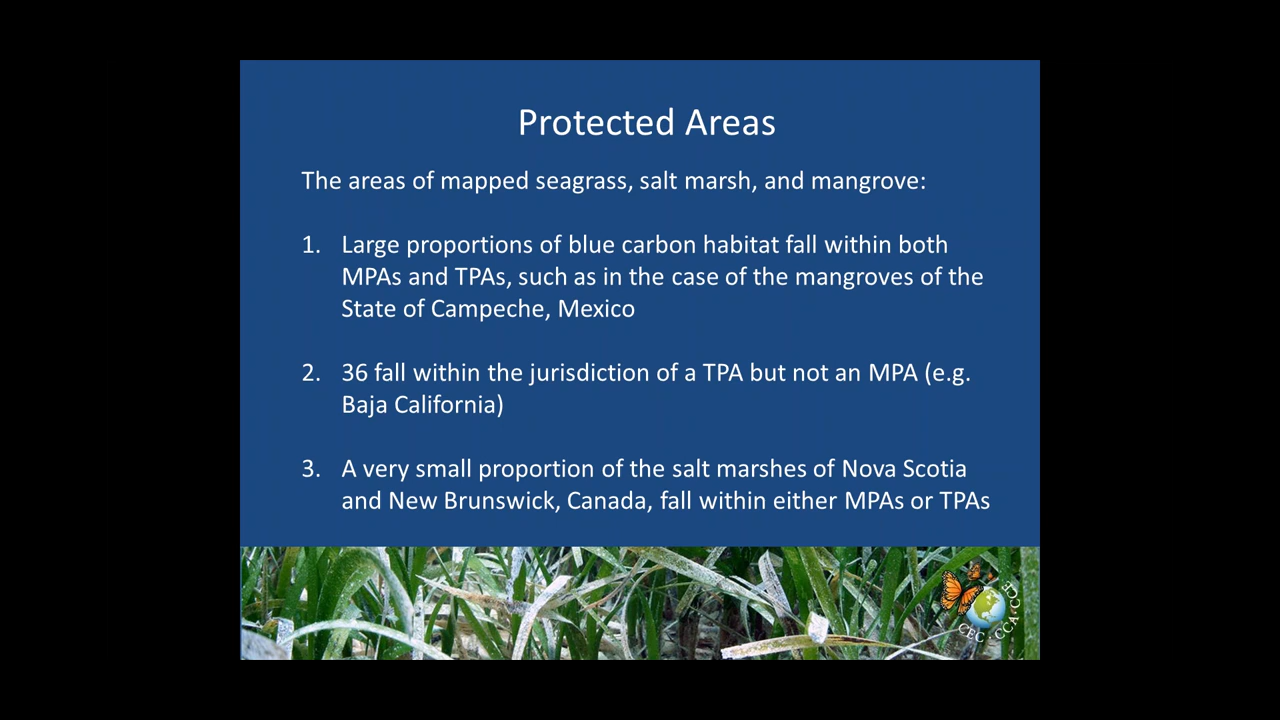 Protected Areas
The areas of mapped seagrass, salt marsh, and mangrove:
1. Large proportions of blue carbon habitat fall within both
MPAs and TPAs, such as in the case of the mangroves of the
State of Campeche, Mexico
2. 36 fall within the jurisdiction of a TPA but not an MPA (e.g.
Baja California)
3. A very small proportion of the salt marshes of Nova Scotia
and New Brunswick, Canada, fall within either MPAs or TPAs
CEC · CCA · CCE